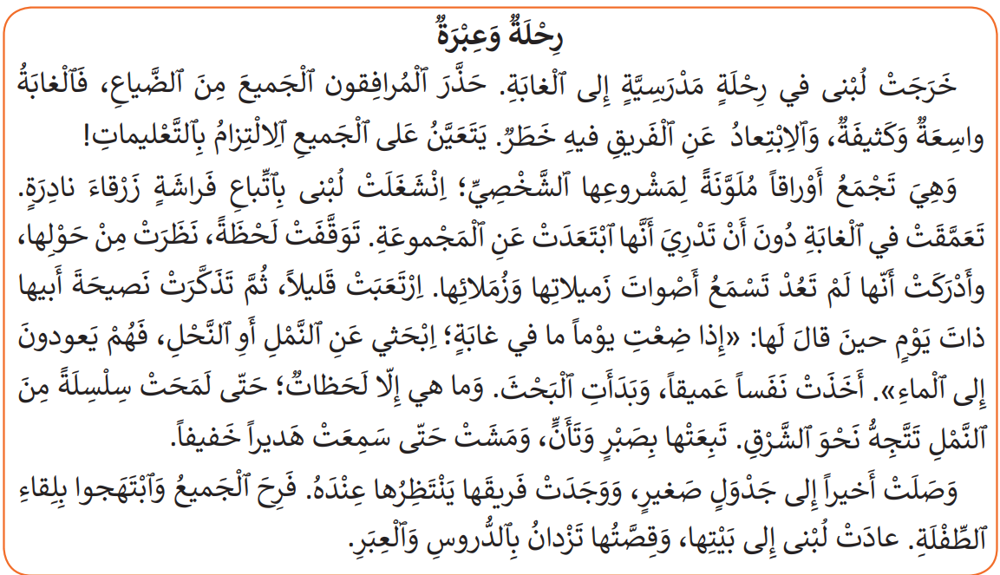 رِحْلَةٌ وَعِبْرَةٌ
خَرَجَتْ لُبْنى في رِحْلَةٍ مَدْرَسِيَّةٍ إِلى ٱلْغابَةِ. حَذَّرَ ٱلْمُرافِقون ٱلْجَميعَ مِنَ ٱلضَّياعِ، فَٱلْغابَةُ
واسِعَةٌ وَكَثيفَةٌ، وَٱلِابْتِعادُ عَنِ ٱلْفَريقِ فيهِ خَطَرٌ. يَتَعَيَّنُ عَلى ٱلْجَميعِ ٱلِالْتِزامُ بِٱلتَّعْليماتِ!
وَهِيَ تَجْمَعُ أَوْراقاً مُلَوَّنَةً لِمَشْروعِها ٱلشَّخْصِيِّ؛ اِنْشَغَلَتْ لُبْنى بِٱتِّباعِ فَراشَةٍ زَرْقاءَ نادِرَةٍ.
تَعَمَّقَتْ في ٱلْغابَةِ دُونَ أَنْ تَدْرِيَ أَنَّها ٱبْتَعَدَتْ عَنِ ٱلْمَجْموعَةِ. تَوَقَّفَتْ لَحْظَةً، نَظَرَتْ مِنْ حَوْلِها،
وأَدْرَكَتْ أَنّها لَمْ تَعُدْ تَسْمَعُ أَصْواتَ زَميلاتِها وَزُمَلائِها. اِرْتَعَبَتْ قَليلاً، ثُمَّ تَذَكَّرَتْ نَصيحَةَ أَبيها
ذاتَ يَوْمٍ حينَ قالَ لَها: «إِذا ضِعْتِ يوْماً ما في غابَةٍ؛ اِبْحَثي عَنِ ٱلنَّمْلِ أَوِ ٱلنَّحْلِ، فَهُمْ يَعودونَ
إِلى ٱلْماءِ». أَخَذَتْ نَفَساً عَميقاً، وَبَدَأَتِ ٱلْبَحْثَ. وَما هي إِلّا لَحَظاتٌ؛ حَتّى لَمَحَتْ سِلْسِلَةً مِنَ
ٱلنَّمْلِ تَتَّجِهُ نَحْوَ ٱلشَّرْقِ. تَبِعَتْها بِصَبْرٍ وَتَأَنٍّ، وَمَشَتْ حَتّى سَمِعَتْ هَديراً خَفيفاً.
وَصَلَتْ أَخيراً إِلى جَدْوَلٍ صَغيرٍ، وَوَجَدَتْ فَريقَها يَنْتَظِرُها عِنْدَهُ. فَرِحَ ٱلْجَميعُ وَٱبْتَهَجوا بِلِقاءِ
ٱلطِّفْلَةِ. عادَتْ لُبْنى إِلى بَيْتِها، وَقِصَّتُها تَزْدانُ بِٱلدُّروسِ وَٱلْعِبَرِ.